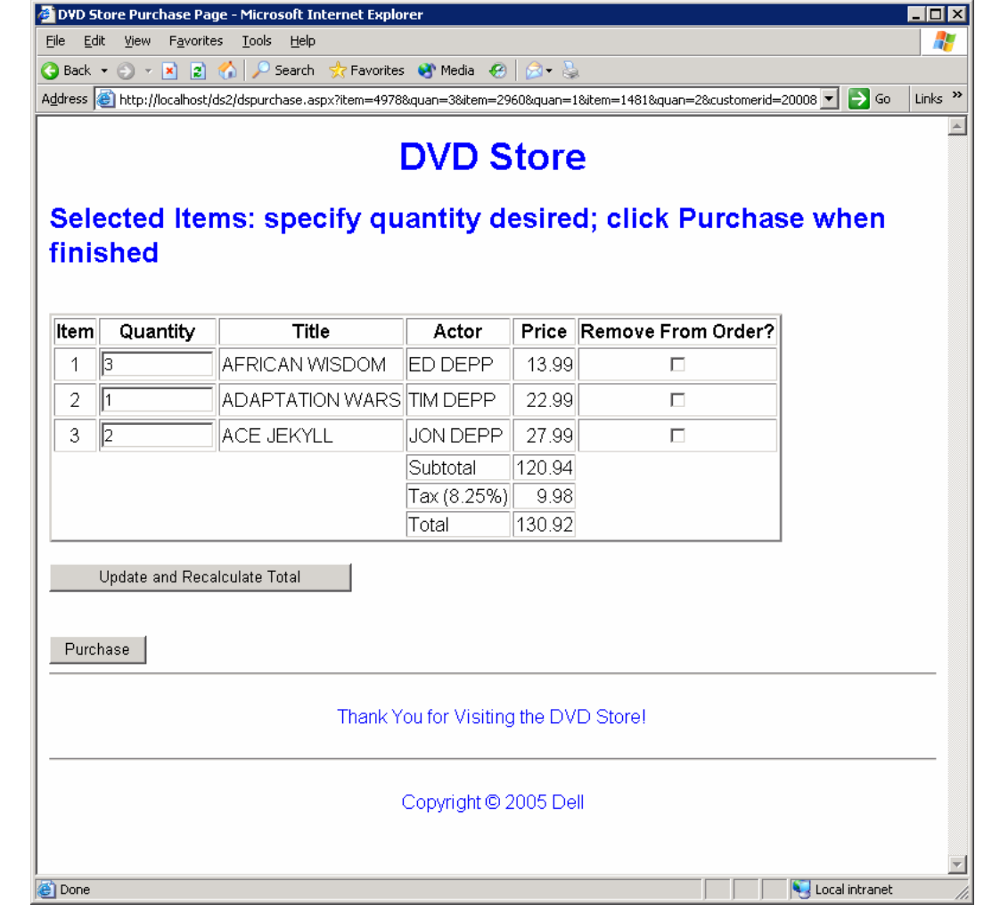 DVD Store Purchase Page - Microsoft Internet Explorer
File Edit View Favorites Tools Help
Back Search Favorites Media
Address http://localhost/ds2/dspurchase.aspx?item=4978&quan=3&item=2960&quan=1&item=1481&quan=2&customerid=20008 Go Links »
DVD Store
Selected Items: specify quantity desired; click Purchase when
finished
Item Quantity Title Actor Price Remove From Order?
1 3 AFRICAN WISDOM ED DEPP 13.99
2 1 ADAPTATION WARS TIM DEPP 22.99
3 2 ACE JEKYLL JON DEPP 27.99
Subtotal 120.94
Tax (8.25%) 9.98
Total 130.92
Update and Recalculate Total
Purchase
Thank You for Visiting the DVD Store!
Copyright © 2005 Dell
Done Local intranet